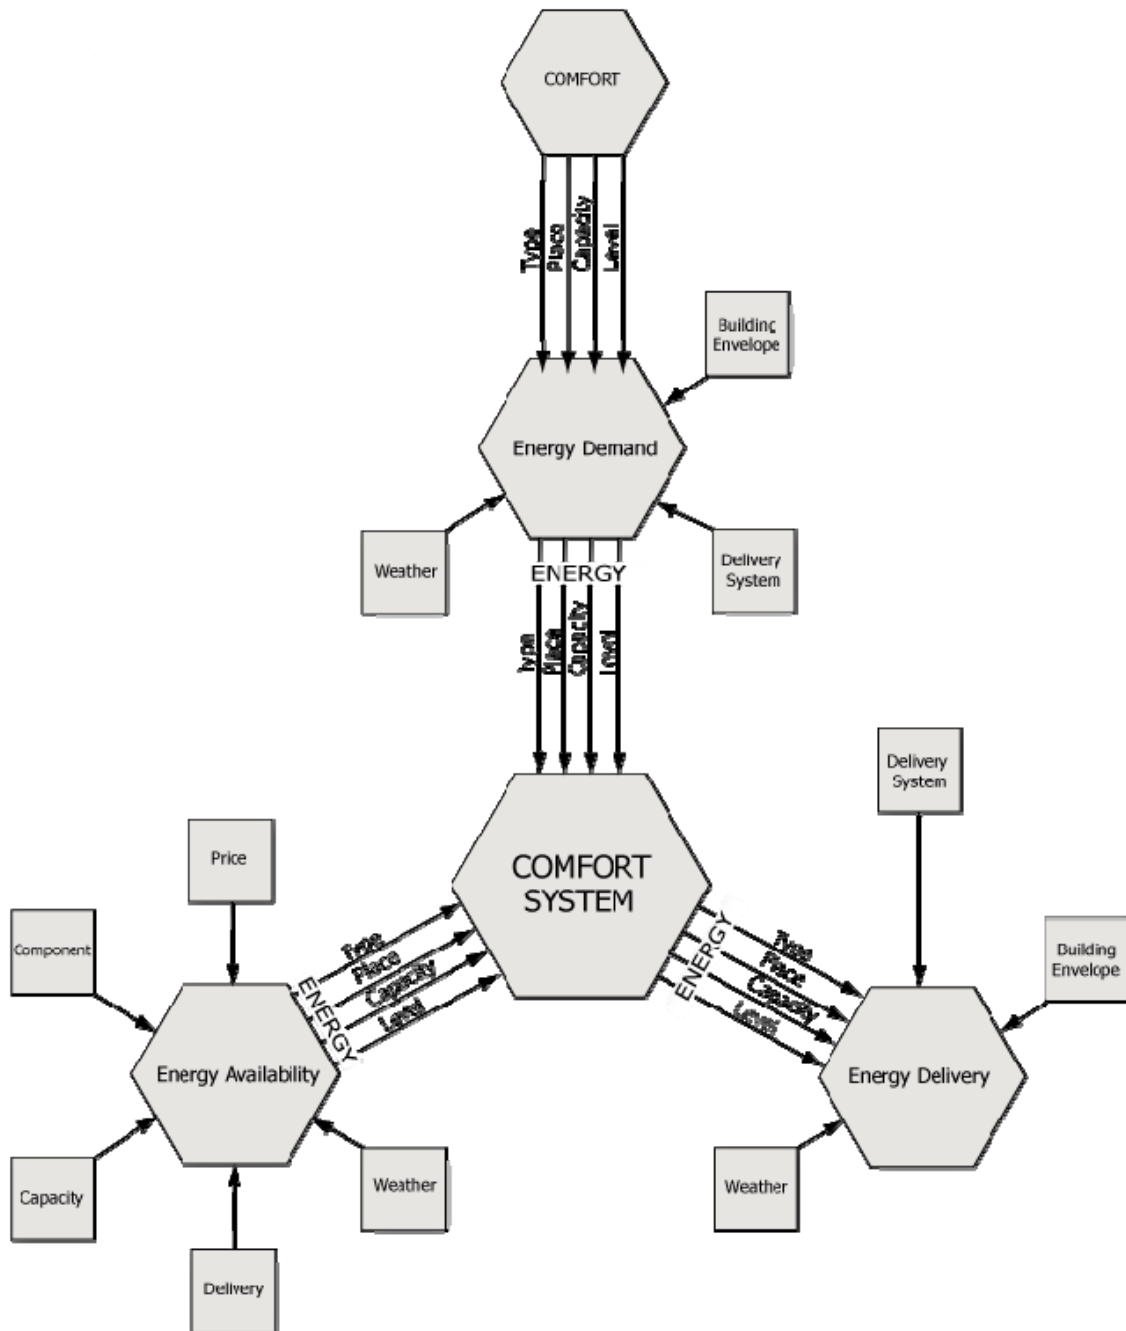 COMFORT
Type
Place
Capacity
Level
Building
Envelope
Energy Demand
Weather
Delivery
System
ENERGY
Type
Place
Capacity
Level
Delivery
System
Price
COMFORT
SYSTEM
Component
Building
Envelope
Type
Place
Capacity
Level
ENERGY
ENERGY
Type
Place
Capacity
Level
Energy Availability
Energy Delivery
Capacity
Weather
Weather
Delivery